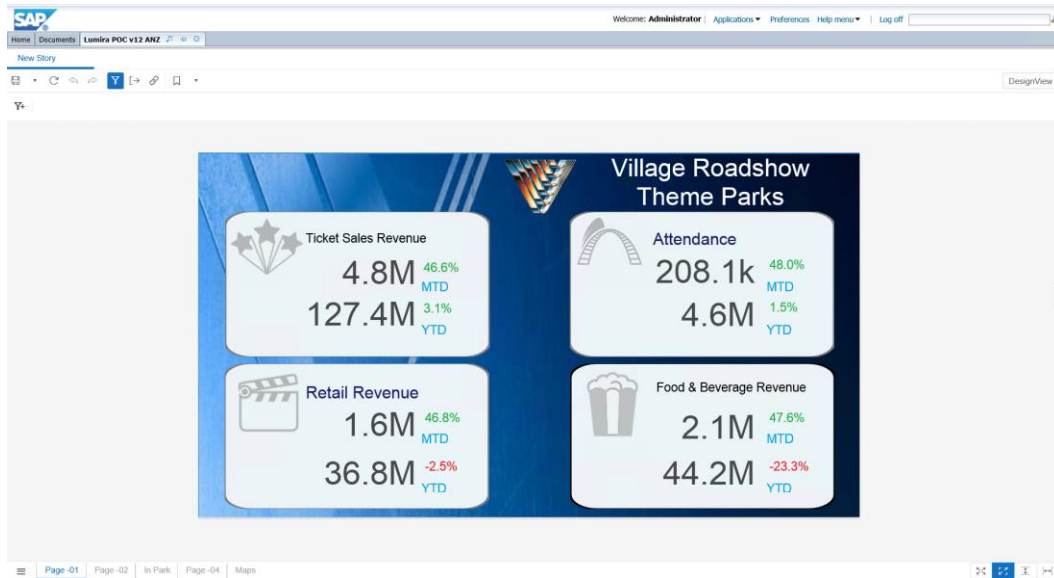 SAP
Welcome: Administrator | Applications Preferences Help menu | Log off
Home Documents Lumira POC v12 ANZ
New Story
DesignView
Village Roadshow
Theme Parks
Ticket Sales Revenue
4.8M 46.6%
MTD
127.4M 3.1%
YTD
Attendance
208.1k 48.0%
MTD
4.6M 1.5%
YTD
Retail Revenue
1.6M 46.8%
MTD
36.8M -2.5%
YTD
Food & Beverage Revenue
2.1M 47.6%
MTD
44.2M -23.3%
YTD
Page -01 Page -02 In Park Page -04 Maps